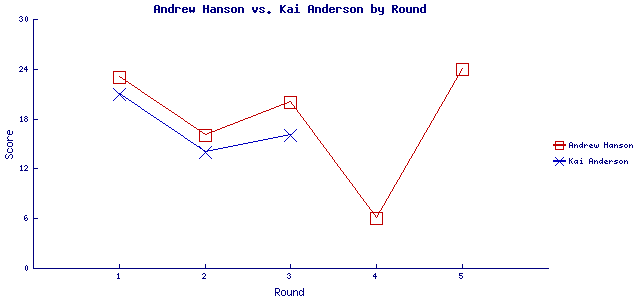 Andrew Hanson vs. Kai Anderson by Round
30
24
18
12
6
0
Score
1 2 3 4 5
Round
Andrew Hanson
Kai Anderson